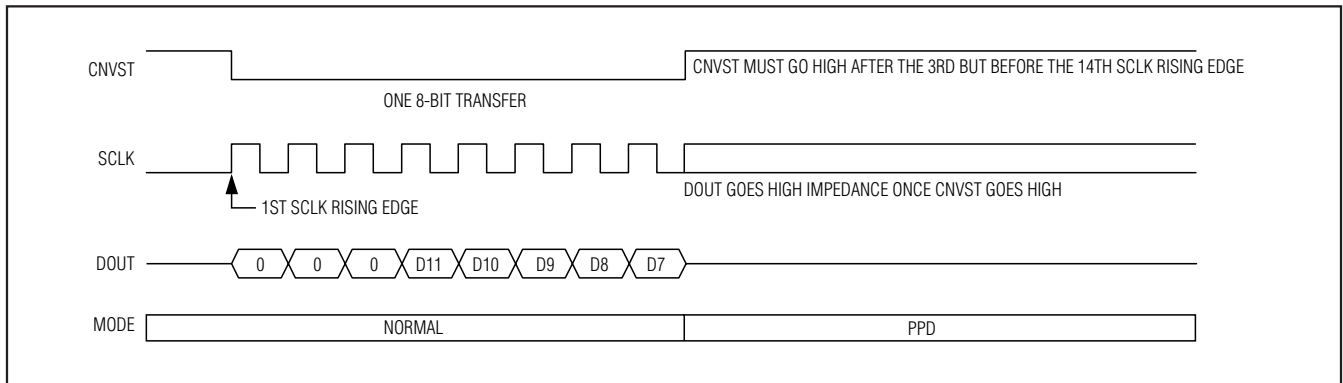 CNVST
CNVST MUST GO HIGH AFTER THE 3RD BUT BEFORE THE 14TH SCLK RISING EDGE
ONE 8-BIT TRANSFER
SCLK
DOUT GOES HIGH IMPEDANCE ONCE CNVST GOES HIGH
1ST SCLK RISING EDGE
DOUT 0 0 0 D11 D10 D9 D8 D7
MODE NORMAL PPD